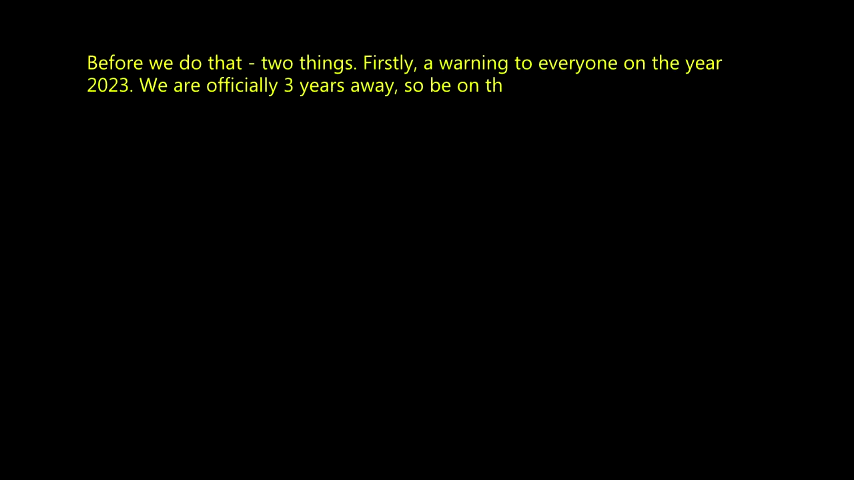 Before we do that - two things. Firstly, a warning to everyone on the year
2023. We are officially 3 years away, so be on th